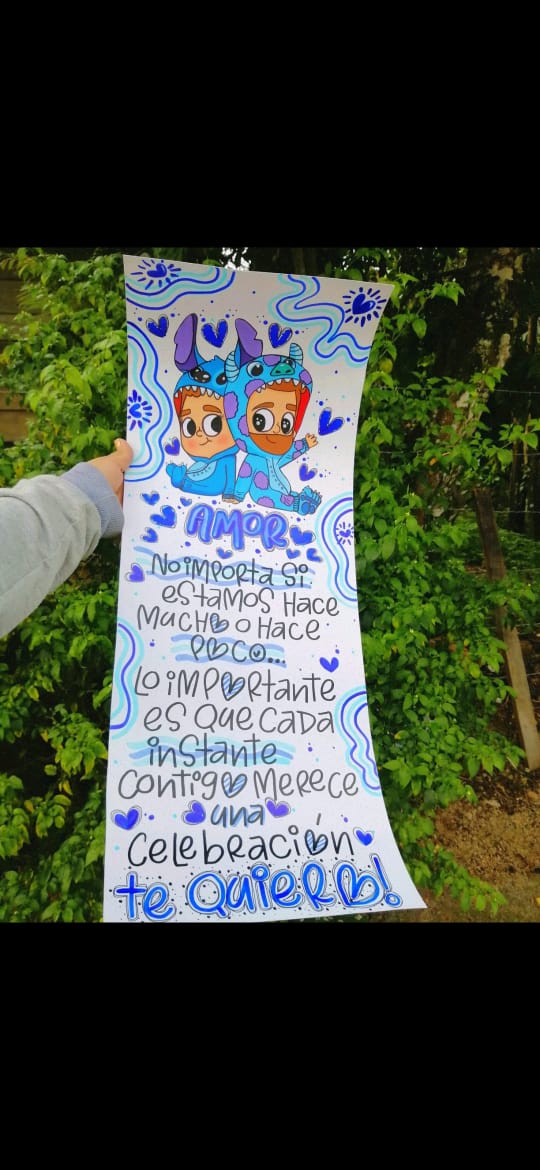 AMOR
No importa si
estamos hace
mucho o hace
poco...
Lo importante
es que cada
instante
contigo merece
una
celebración
te quiero!